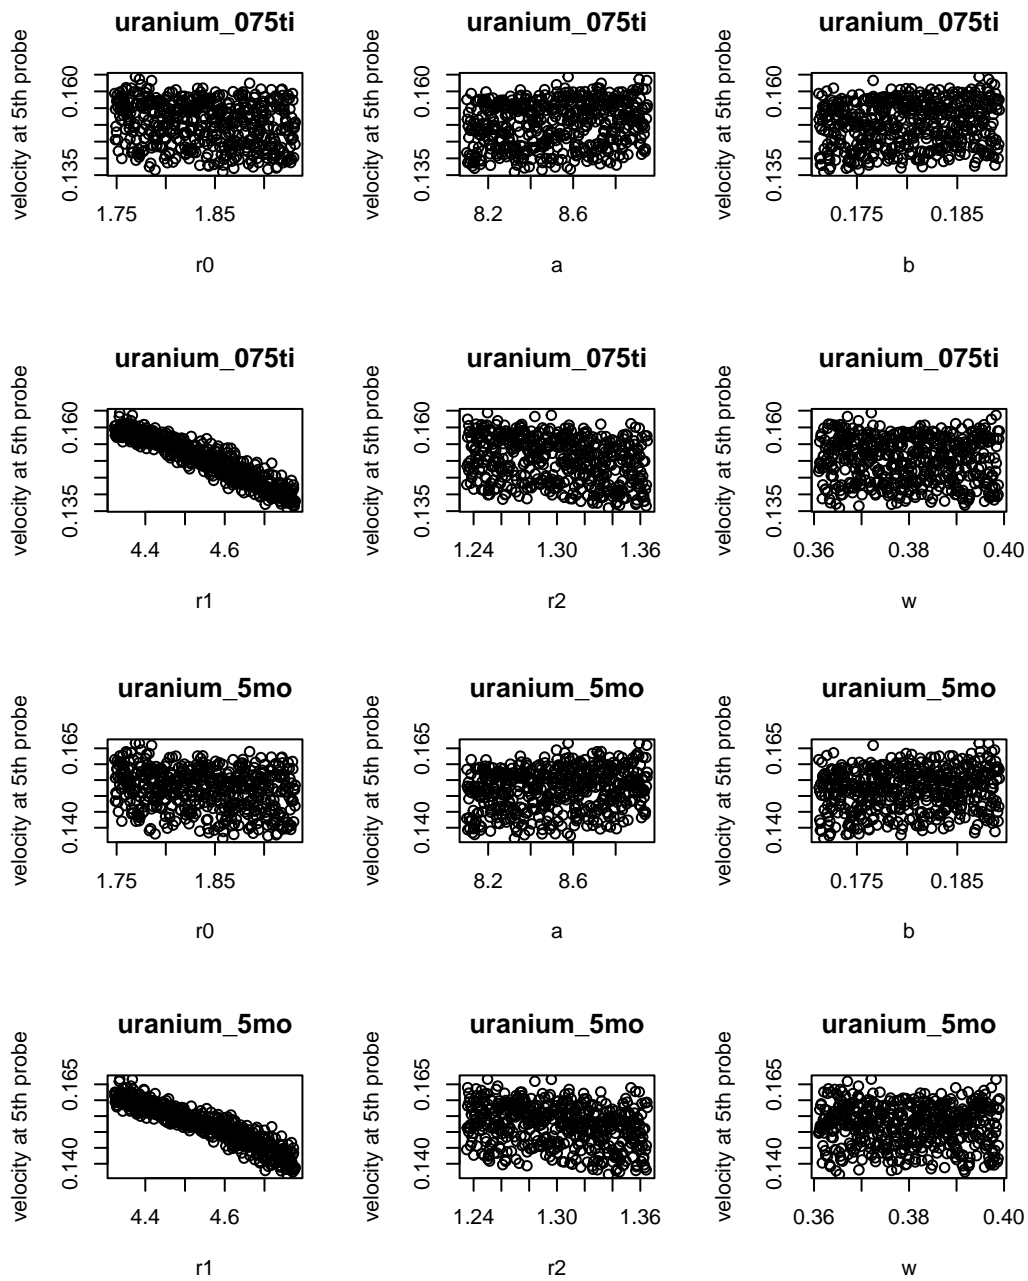 uranium_075ti uranium_075ti uranium_075ti
velocity at 5th probe velocity at 5th probe velocity at 5th probe
0.160 0.160 0.160
0.135 0.135 0.135
1.75 1.85 8.2 8.6 0.175 0.185
r0 a b
uranium_075ti uranium_075ti uranium_075ti
velocity at 5th probe velocity at 5th probe velocity at 5th probe
0.160 0.160 0.160
0.135 0.135 0.135
4.4 4.6 1.24 1.30 1.36 0.36 0.38 0.40
r1 r2 w
uranium_5mo uranium_5mo uranium_5mo
velocity at 5th probe velocity at 5th probe velocity at 5th probe
0.165 0.165 0.165
0.140 0.140 0.140
1.75 1.85 8.2 8.6 0.175 0.185
r0 a b
uranium_5mo uranium_5mo uranium_5mo
velocity at 5th probe velocity at 5th probe velocity at 5th probe
0.165 0.165 0.165
0.140 0.140 0.140
4.4 4.6 1.24 1.30 1.36 0.36 0.38 0.40
r1 r2 w